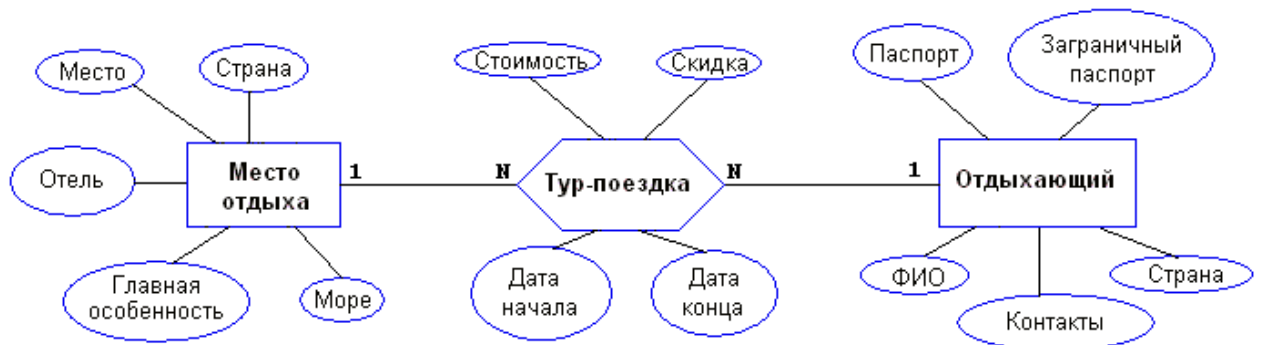 Место
Страна
Отель
Место
отдыха
Главная
особенность
Море
1
N
Стоимость
Скидка
Тур-поездка
Дата
начала
Дата
конца
N
1
Паспорт
Заграничный
паспорт
Отдыхающий
ФИО
Контакты
Страна